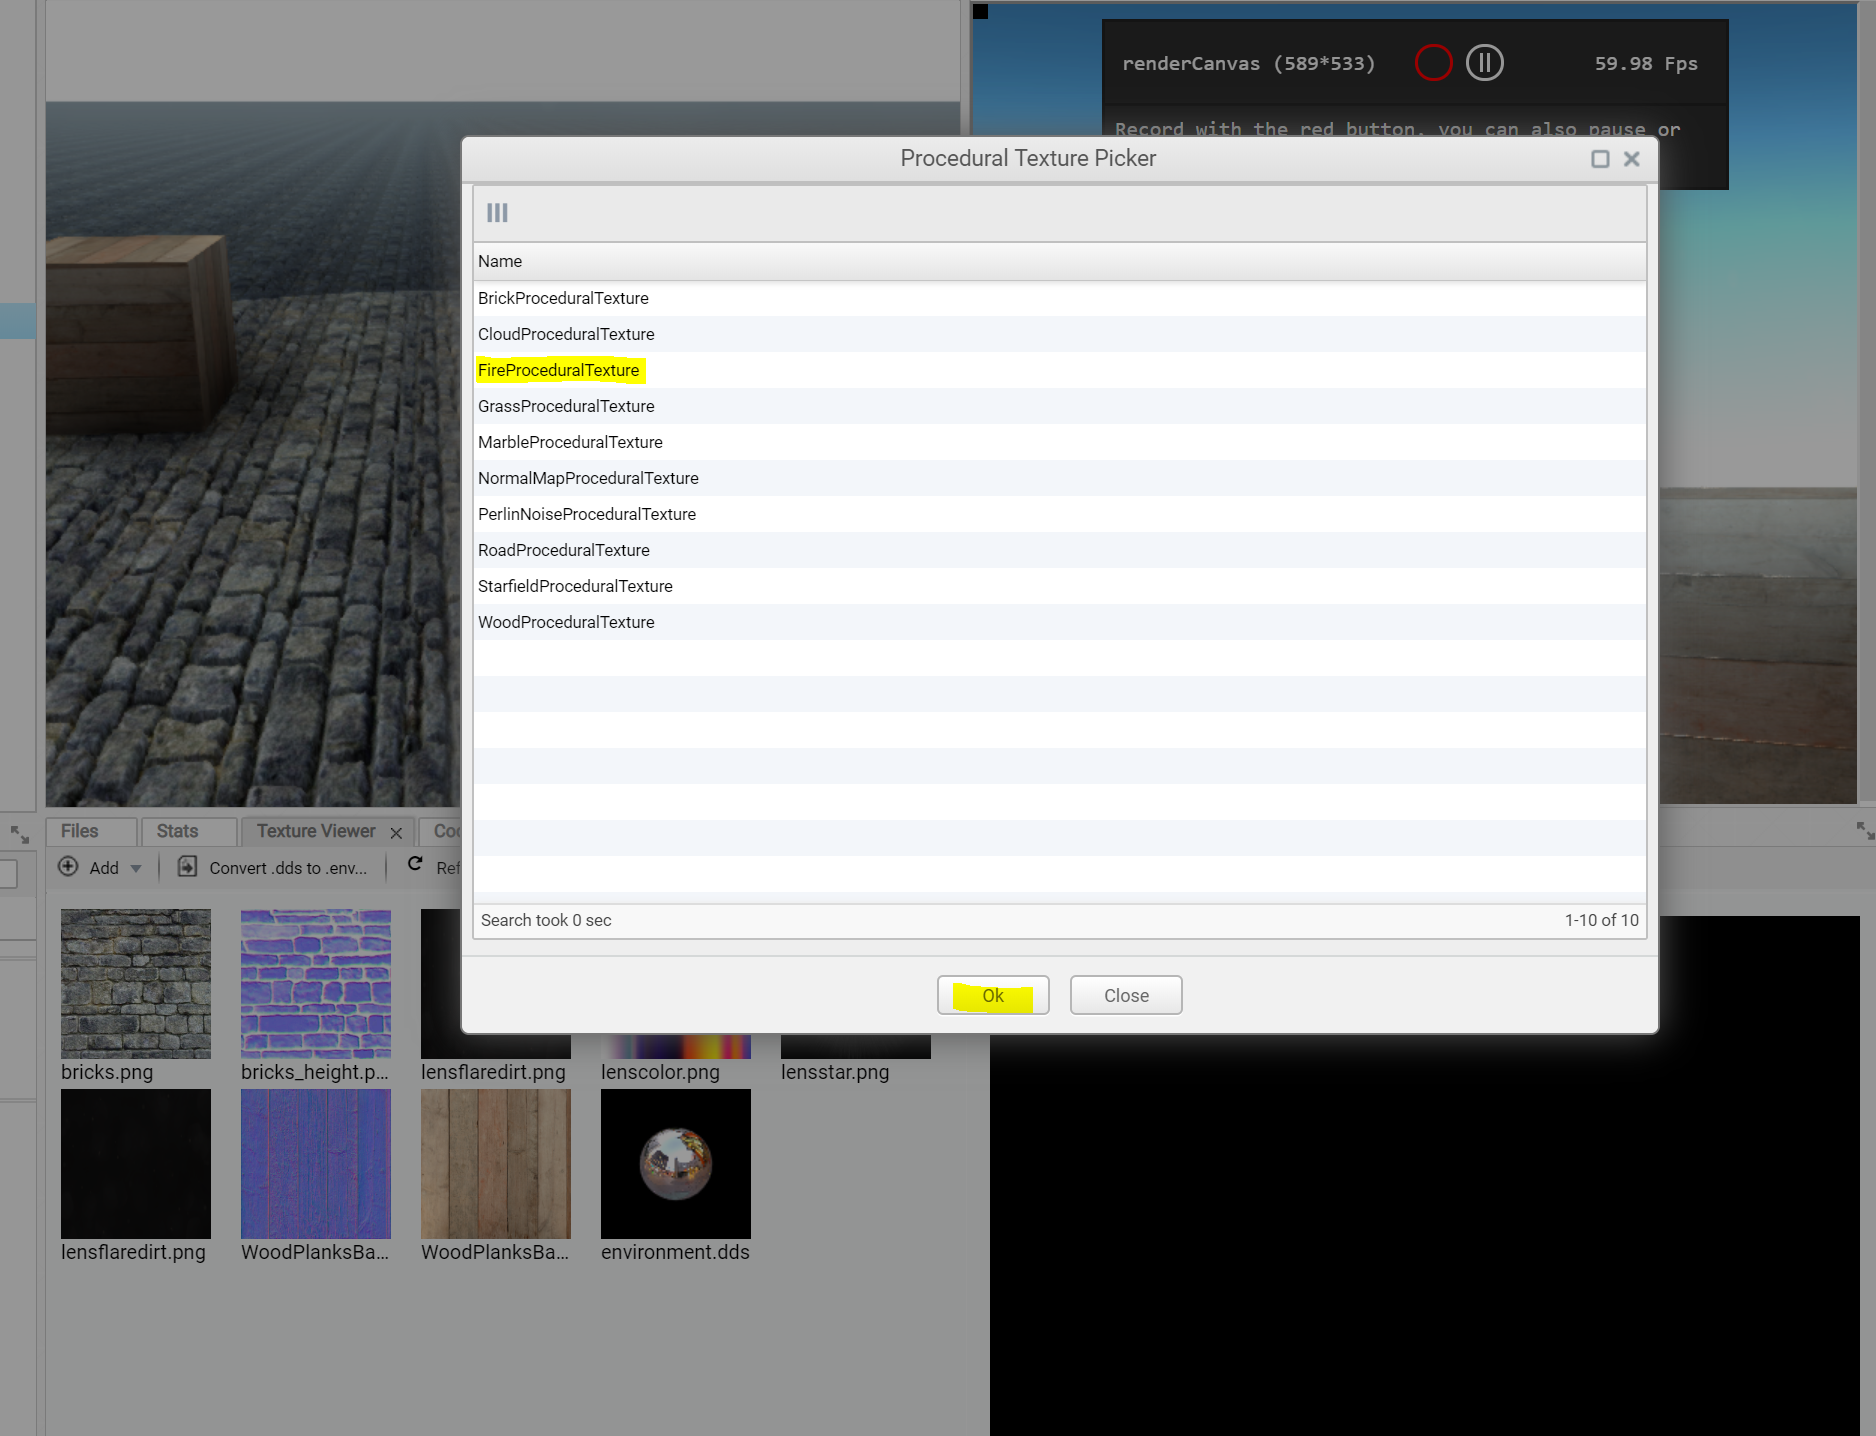 renderCanvas (589*533)
59.98 Fps
Record with the red button, you can also pause or
Procedural Texture Picker
Name
BrickProceduralTexture
CloudProceduralTexture
FireProceduralTexture
GrassProceduralTexture
MarbleProceduralTexture
NormalMapProceduralTexture
PerlinNoiseProceduralTexture
RoadProceduralTexture
StarfieldProceduralTexture
WoodProceduralTexture
Search took 0 sec
1-10 of 10
Ok
Close
Files
Stats
Texture Viewer
Add
Convert .dds to .env...
bricks.png
bricks_height.p...
lensflaredirt.png
lenscolor.png
lensstar.png
lensflaredirt.png
WoodPlanksBa...
WoodPlanksBa...
environment.dds